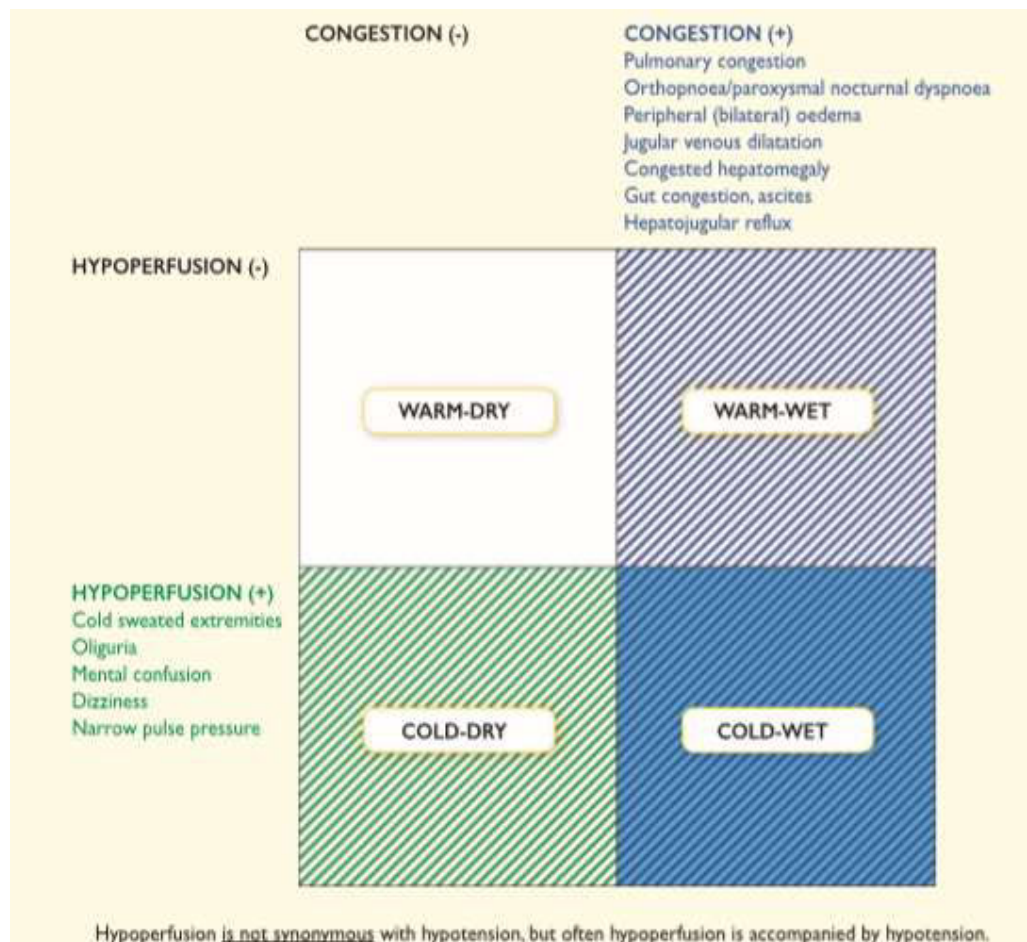 CONGESTION (-)
CONGESTION (+)
Pulmonary congestion
Orthopnoea/paroxysmal nocturnal dyspnoea
Peripheral (bilateral) oedema
Jugular venous dilatation
Congested hepatomegaly
Gut congestion, ascites
Hepatojugular reflux
HYPOPERFUSION (-)
WARM-DRY
WARM-WET
HYPOPERFUSION (+)
Cold sweated extremities
Oliguria
Mental confusion
Dizziness
Narrow pulse pressure
COLD-DRY
COLD-WET
Hypoperfusion is not synonymous with hypotension, but often hypoperfusion is accompanied by hypotension.